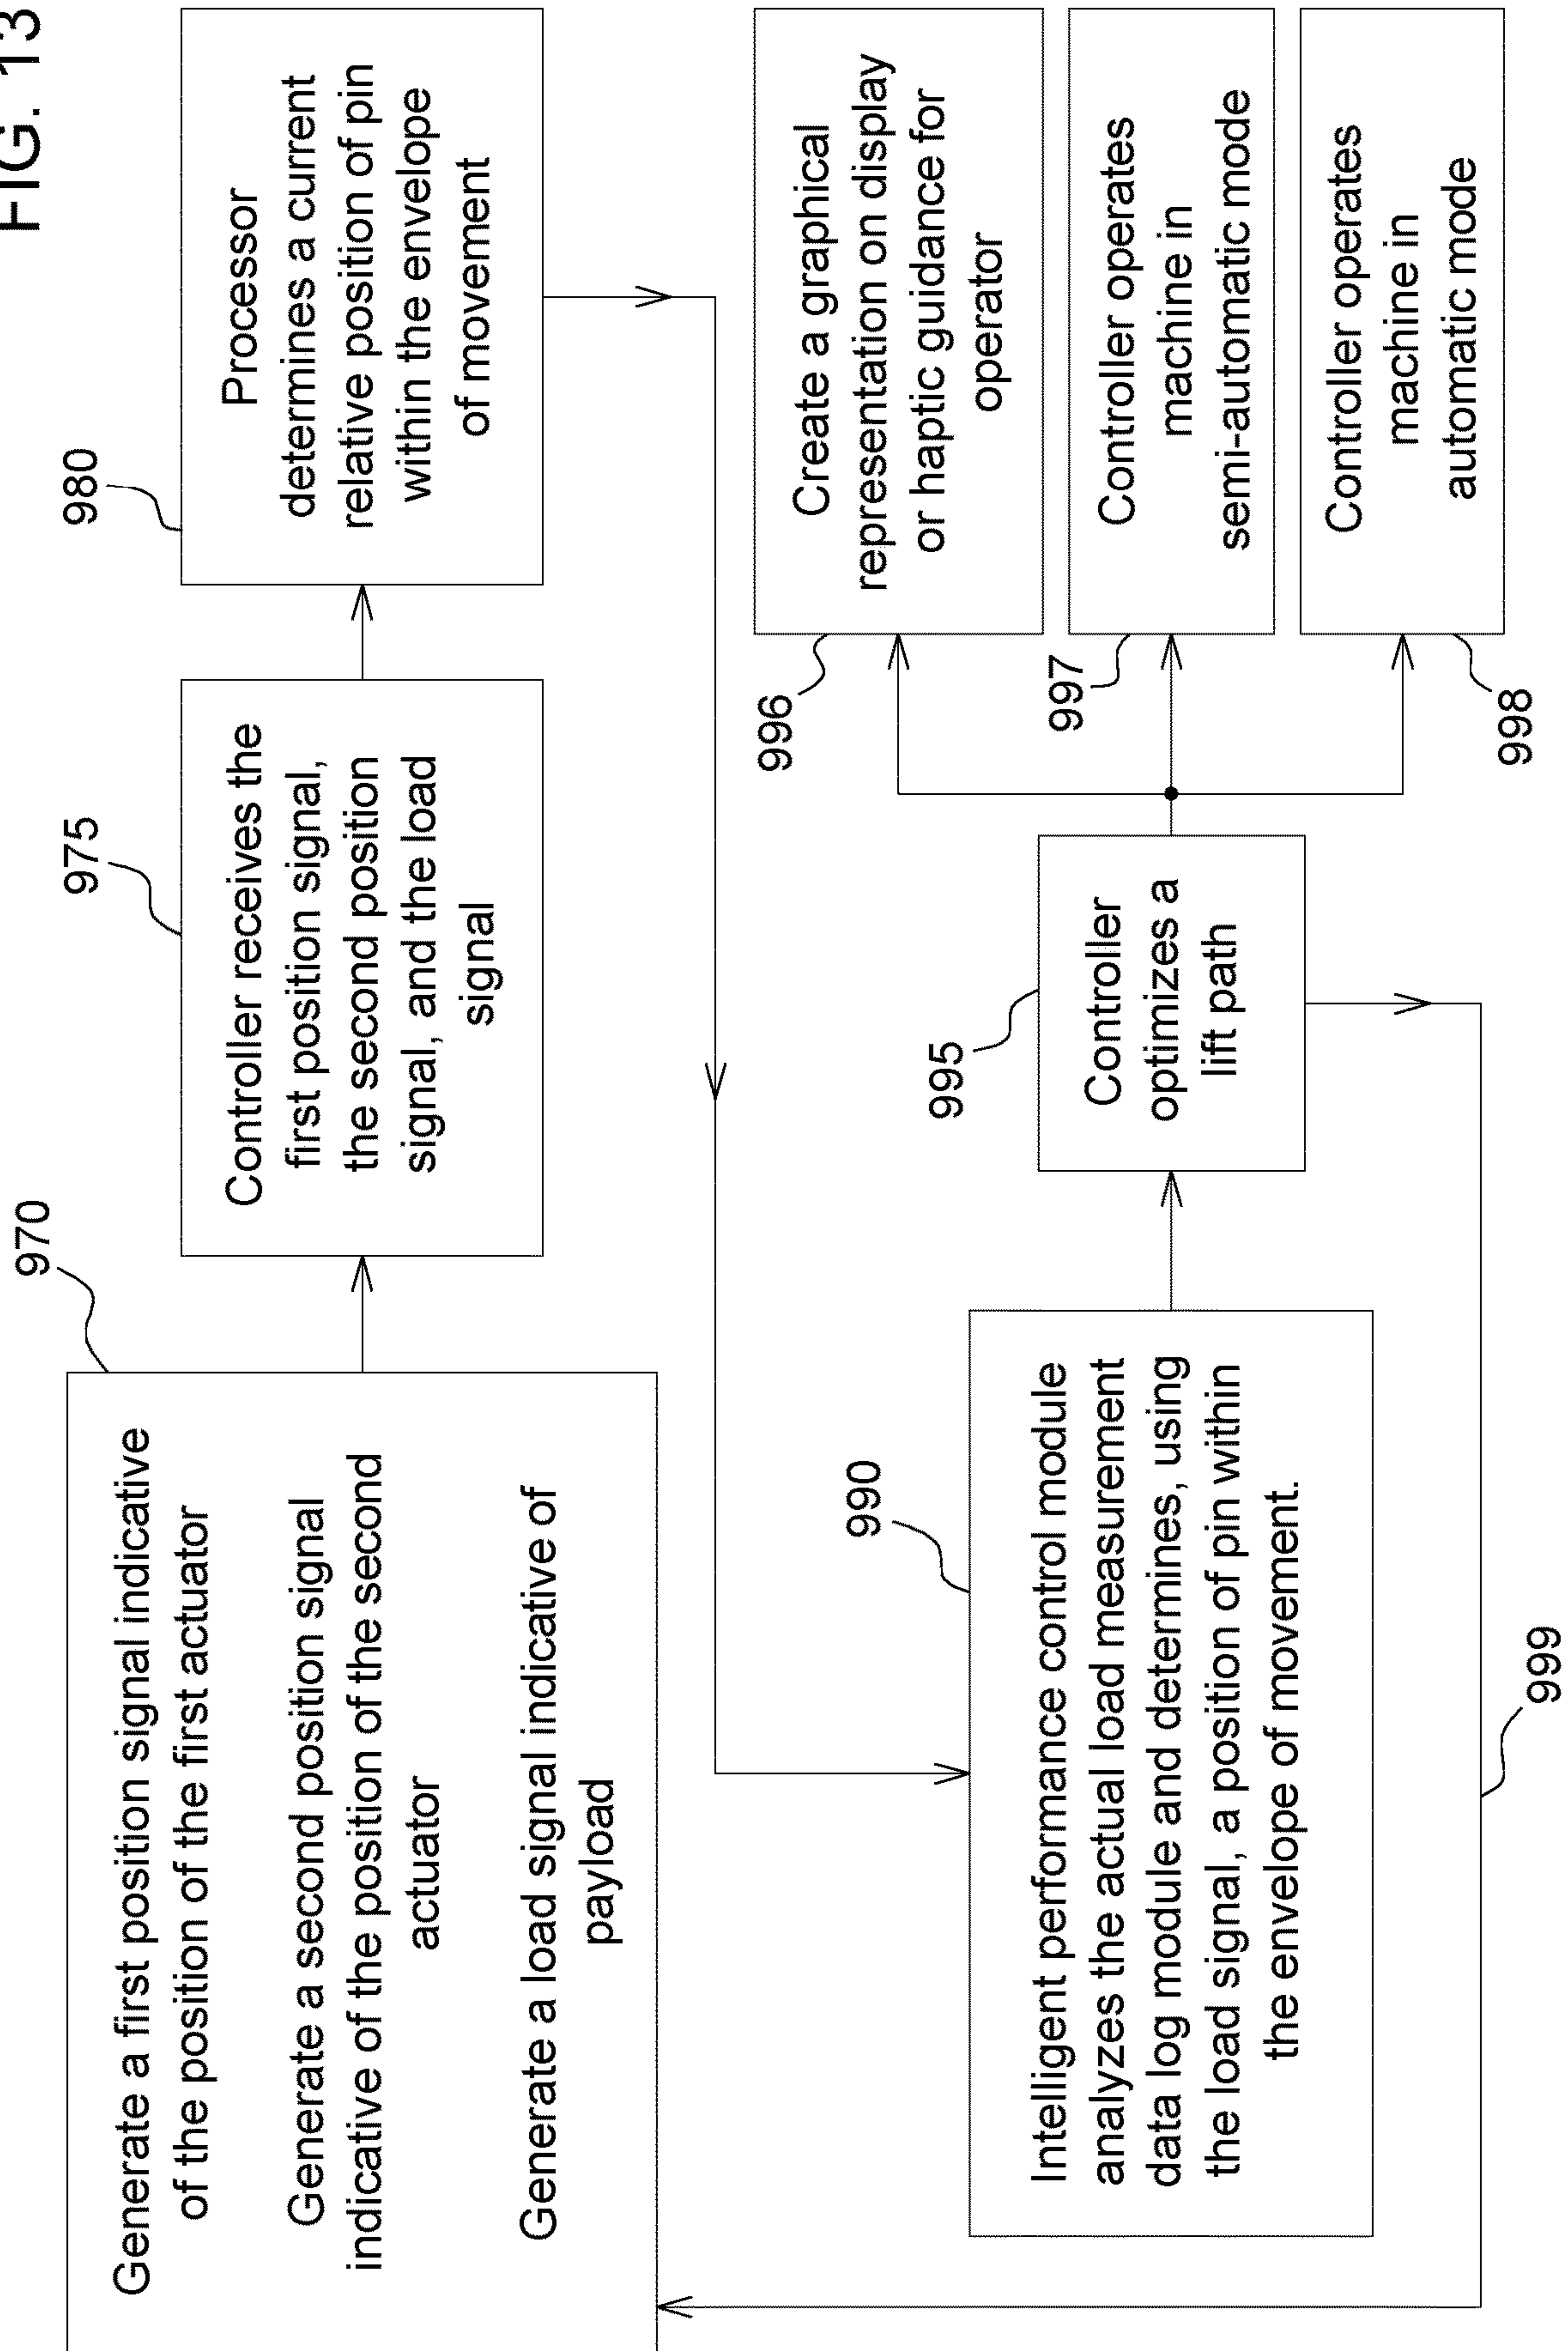 FIG. 13
970
Generate a first position signal indicative
of the position of the first actuator
Generate a second position signal
indicative of the position of the second
actuator
Generate a load signal indicative of
payload
975
Controller receives the
first position signal,
the second position
signal, and the load
signal
980
Processor
determines a current
relative position of pin
within the envelope
of movement
990
Intelligent performance control module
analyzes the actual load measurement
data log module and determines, using
the load signal, a position of pin within
the envelope of movement.
995
Controller
optimizes a
lift path
996
Create a graphical
representation on display
or haptic guidance for
operator
997
Controller operates
machine in
semi-automatic mode
998
Controller operates
machine in
automatic mode
999